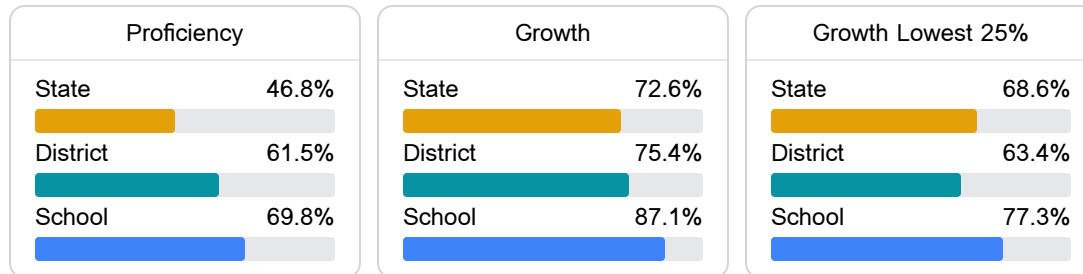 Proficiency
State 46.8%
District 61.5%
School 69.8%
Growth
State 72.6%
District 75.4%
School 87.1%
Growth Lowest 25%
State 68.6%
District 63.4%
School 77.3%